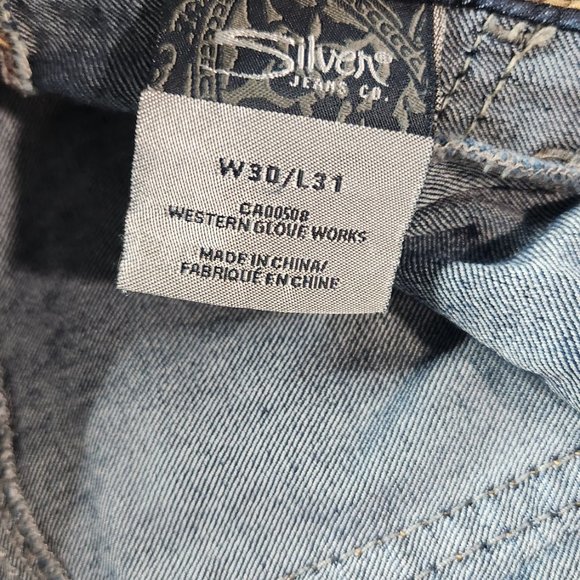 Silver®
JEANS CO.
W30/L31
CA00508
WESTERN GLOVE WORKS
MADE IN CHINA/
FABRIQUÉ EN CHINE